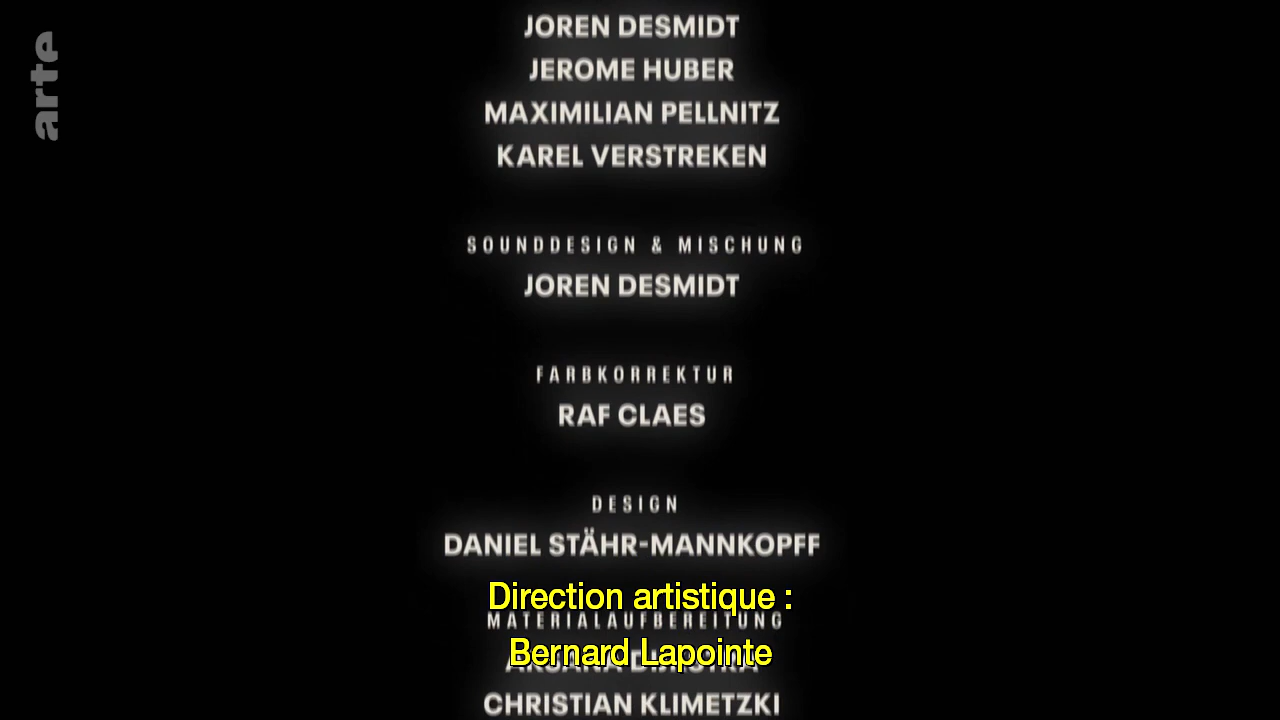 arte
JOREN DESMIDT
JEROME HUBER
MAXIMILIAN PELLNITZ
KAREL VERSTREKEN
SOUNDDESIGN & MISCHUNG
JOREN DESMIDT
FARBKORREKTUR
RAF CLAES
DESIGN
DANIEL STÄHR-MANNKOPFF
Direction artistique :
MATERIALAUFBEREITUNG
Bernard Lapointe
CHRISTIAN KLIMETZKI